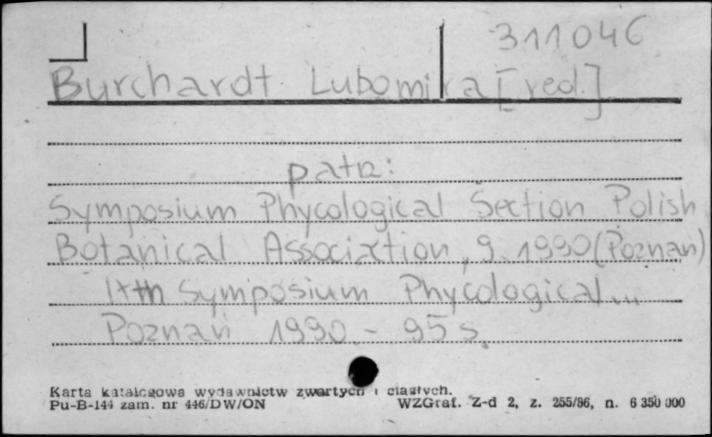 311046
Burchardt Lubomira [red.]
patrz:
Symposium Phycological Section Polish
Botanical Association, 9. 1990 (Poznań)
IXth Symposium Phycological...
Poznań 1990. - 95 s.
Karta katalogowa wydawnictw zwartych i ciągłych.
Pu-B-144 zam. nr 446/DW/ON WZGraf. Z-d 2, z. 255/86, n. 6 350 000